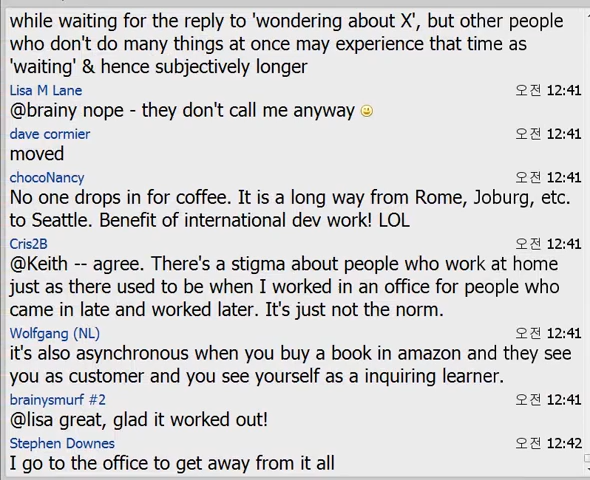 while waiting for the reply to 'wondering about X', but other people
who don't do many things at once may experience that time as
'waiting' & hence subjectively longer
Lisa M Lane 오전 12:41
@brainy nope - they don't call me anyway
dave cormier 오전 12:41
moved
chocoNancy 오전 12:41
No one drops in for coffee. It is a long way from Rome, Joburg, etc.
to Seattle. Benefit of international dev work! LOL
Cris2B 오전 12:41
@Keith -- agree. There's a stigma about people who work at home
just as there used to be when I worked in an office for people who
came in late and worked later. It's just not the norm.
Wolfgang (NL) 오전 12:41
it's also asynchronous when you buy a book in amazon and they see
you as customer and you see yourself as a inquiring learner.
brainysmurf #2 오전 12:41
@lisa great, glad it worked out!
Stephen Downes 오전 12:42
I go to the office to get away from it all